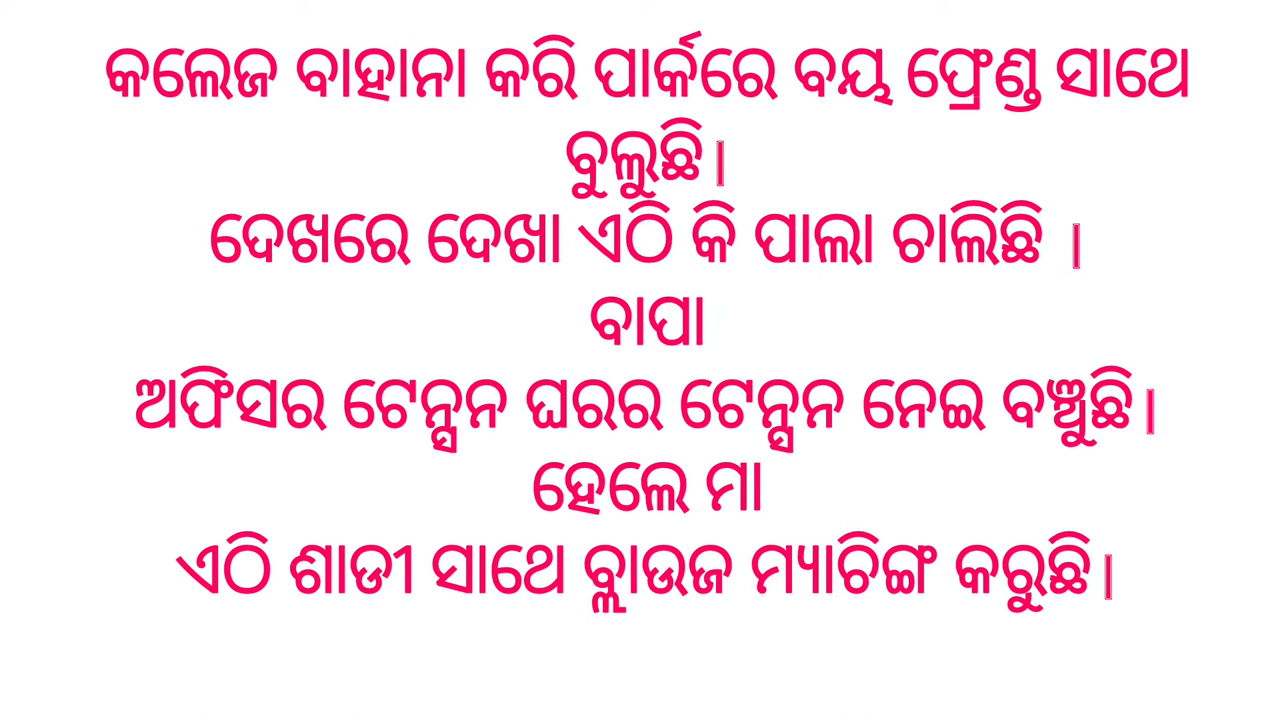 କଲେଜ ବାହାନା କରି ପାର୍କରେ ବୟ ଫ୍ରେଣ୍ଡ ସାଥେ
ବୁଲୁଛି|
ଦେଖରେ ଦେଖା ଏଠି କି ପାଲା ଚାଲିଛି |
ବାପା
ଅଫିସର ଟେନ୍ସନ ଘରର ଟେନ୍ସନ ନେଇ ବଞ୍ଚୁଛି|
ହେଲେ ମା
ଏଠି ଶାଡୀ ସାଥେ ବ୍ଲାଉଜ ମ୍ୟାଚିଙ୍ଗ କରୁଛି|